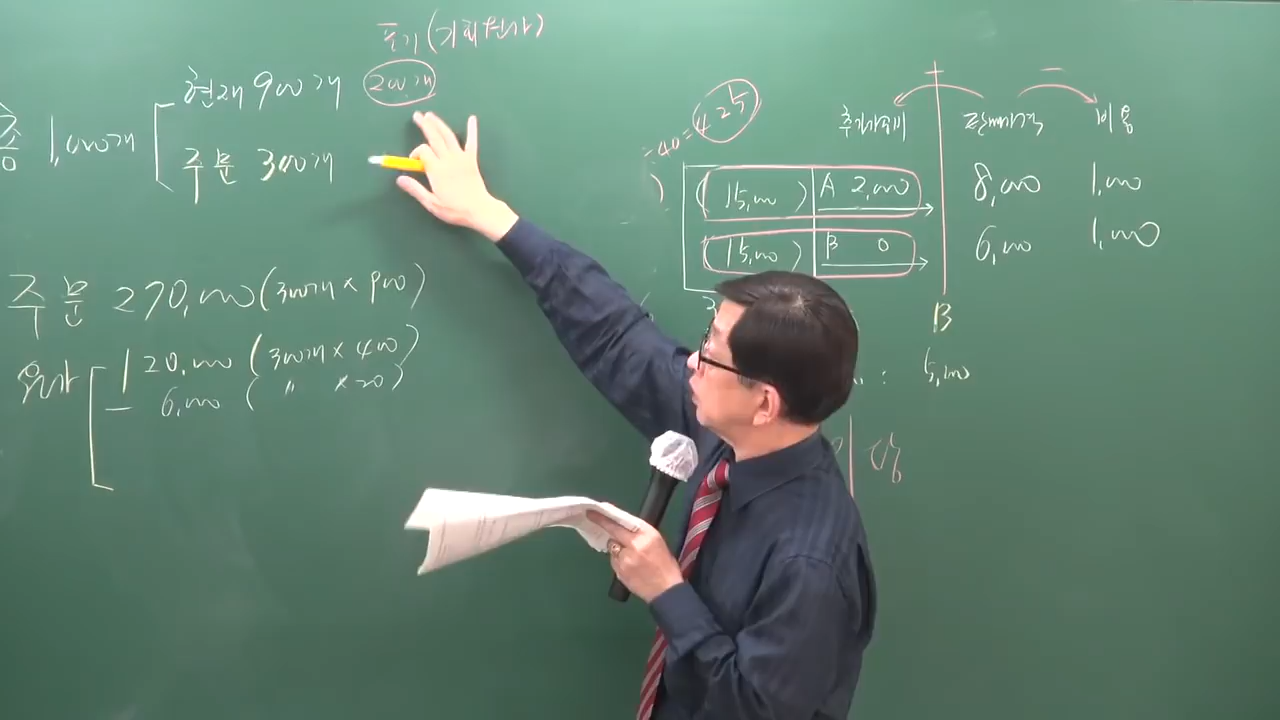 포기(기회원가)
총 1,000개
현재 900개 200개
주문 300개
주문 270,000(300개 × 900)
원가
120,000 (300개 × 400)
6,000 ( 〃 × 20)
÷40=425
추가가공비 판매가격 비용
+ −
(15,000) A 2,000 8,000 1,000
(15,000) B 0 6,000 1,000
B
: 5,000